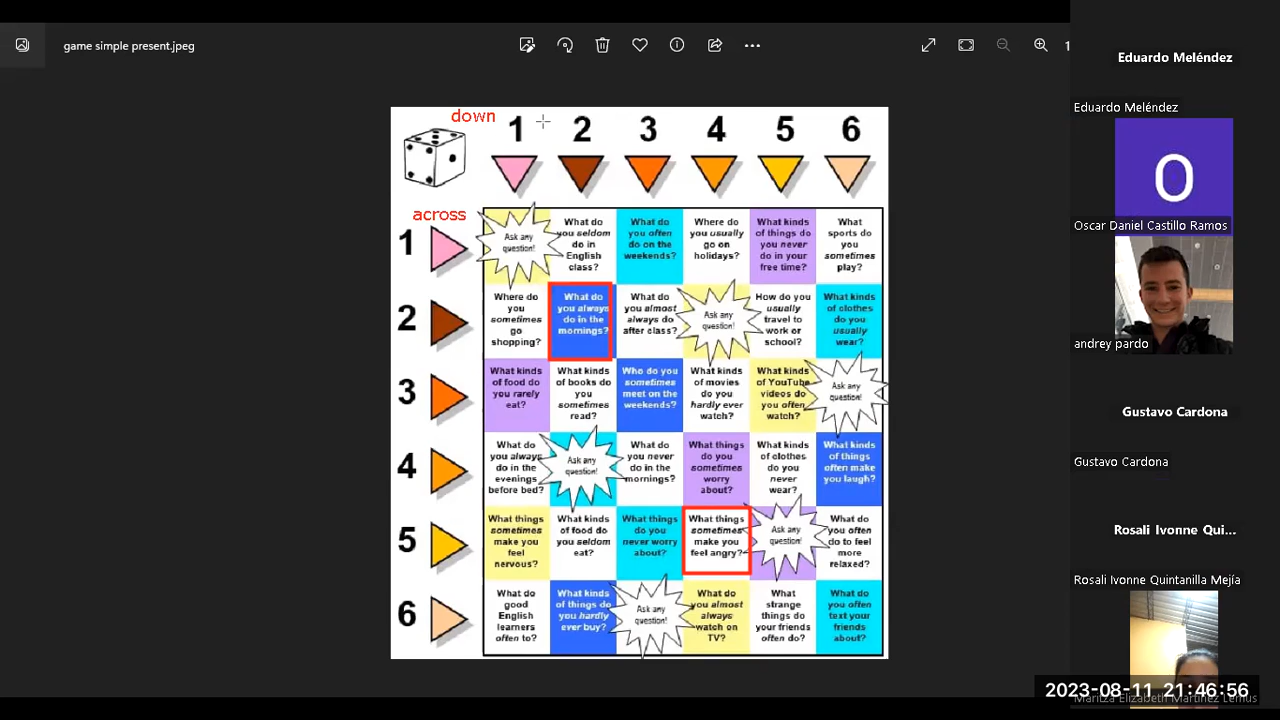 game simple present.jpeg
1
Eduardo Meléndez
Eduardo Meléndez
O
Oscar Daniel Castillo Ramos
andrey pardo
Gustavo Cardona
Gustavo Cardona
Rosali Ivonne Qui...
Rosali Ivonne Quintanilla Mejía
Maritza Elizabeth Martínez Lemus
2023-08-11 21:46:56
down
1 2 3 4 5 6
across
1
Ask any
question!
What do
you seldom
do in
English
class?
What do
you often
do on the
weekends?
Where do
you usually
go on
holidays?
What kinds
of things do
you never
do in your
free time?
What
sports do
you
sometimes
play?
2
Where do
you
sometimes
go
shopping?
What do
you always
do in the
mornings?
What do
you almost
always do
after class?
Ask any
question!
How do you
usually
travel to
work or
school?
What kinds
of clothes
do you
usually
wear?
3
What kinds
of food do
you rarely
eat?
What kinds
of books do
you
sometimes
read?
Who do you
sometimes
meet on the
weekends?
What kinds
of movies
do you
hardly ever
watch?
What kinds
of YouTube
videos do
you often
watch?
Ask any
question!
4
What do
you always
do in the
evenings
before bed?
Ask any
question!
What do
you never
do in the
mornings?
What things
do you
sometimes
worry
about?
What kinds
of clothes
do you
never
wear?
What kinds
of things
often make
you laugh?
5
What things
sometimes
make you
feel
nervous?
What kinds
of food do
you seldom
eat?
What things
do you
never worry
about?
What things
sometimes
make you
feel angry?
Ask any
question!
What do
you often
do to feel
more
relaxed?
6
What do
good
English
learners
often to?
What kinds
of things do
you hardly
ever buy?
Ask any
question!
What do
you almost
always
watch on
TV?
What
strange
things do
your friends
often do?
What do
you often
text your
friends
about?